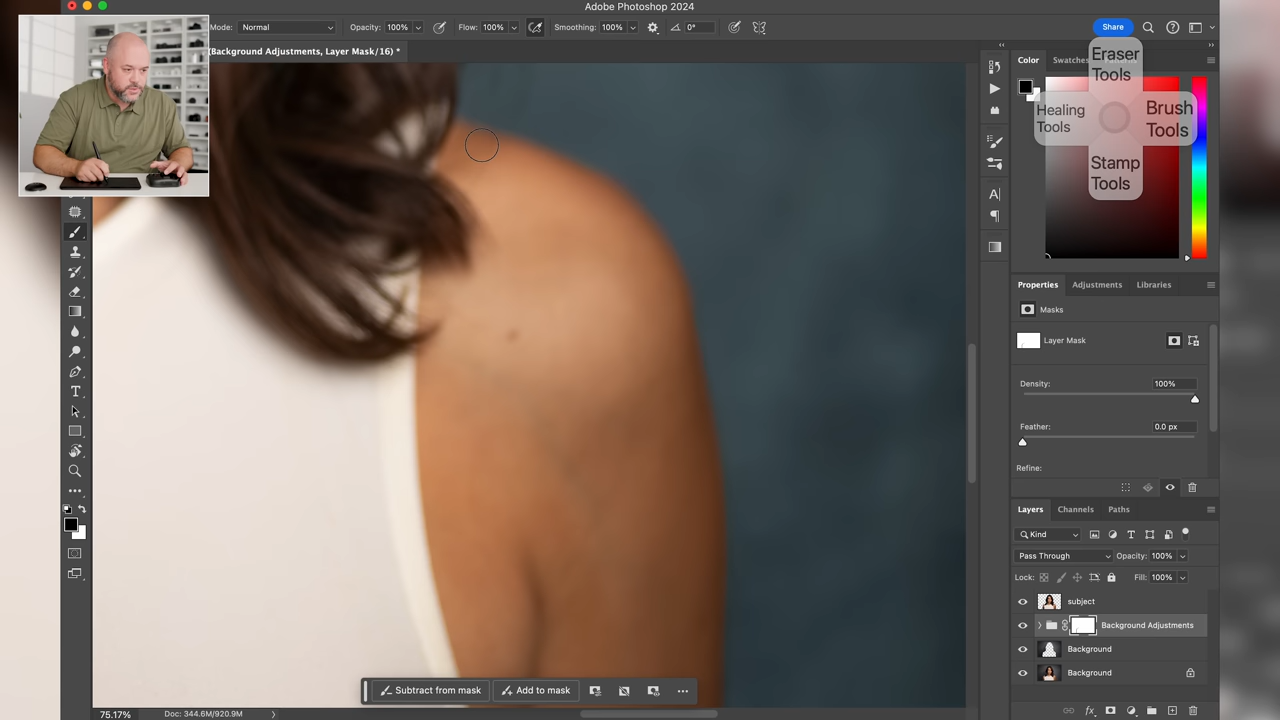 Adobe Photoshop 2024
Mode: Normal Opacity: 100% Flow: 100% Smoothing: 100% 0° Share
(Background Adjustments, Layer Mask/16) *
Color Swatches
Eraser
Tools
Healing
Tools
Brush
Tools
Stamp
Tools
Properties Adjustments Libraries
Masks
Layer Mask
Density: 100%
Feather: 0.0 px
Refine:
Layers Channels Paths
Kind
Pass Through Opacity: 100%
Lock: Fill: 100%
subject
Background Adjustments
Background
Background
Subtract from mask Add to mask
75.17% Doc: 344.6M/920.9M